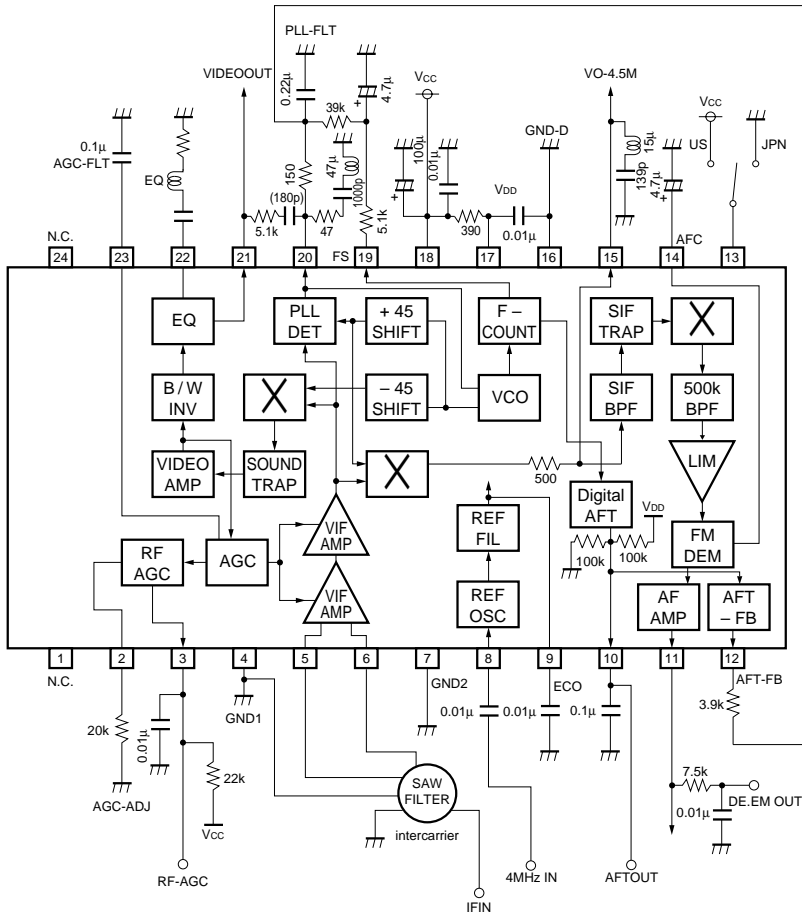 PLL-FLT
VIDEOOUT
VCC
VO-4.5M
VCC
0.22μ
4.7μ
39k
GND-D
US
JPN
0.1μ
AGC-FLT
EQ
150
47μ
1000p
(180p)
5.1k
47
5.1k
100μ
0.01μ
390
VDD
0.01μ
15μ
139p
4.7μ
N.C.
FS
AFC
24
23
22
21
20
19
18
17
16
15
14
13
EQ
PLL DET
+ 45 SHIFT
F – COUNT
SIF TRAP
X
B / W INV
X
– 45 SHIFT
VCO
SIF BPF
500k BPF
VIDEO AMP
SOUND TRAP
X
500
LIM
Digital AFT
VDD
RF AGC
AGC
VIF AMP
REF FIL
100k
100k
FM DEM
VIF AMP
REF OSC
AF AMP
AFT – FB
1
2
3
4
5
6
7
8
9
10
11
12
N.C.
GND1
GND2
ECO
AFT-FB
20k
0.01μ
22k
0.01μ
0.01μ
0.1μ
3.9k
AGC-ADJ
VCC
SAW FILTER
intercarrier
7.5k
DE.EM OUT
0.01μ
RF-AGC
IFIN
4MHz IN
AFTOUT